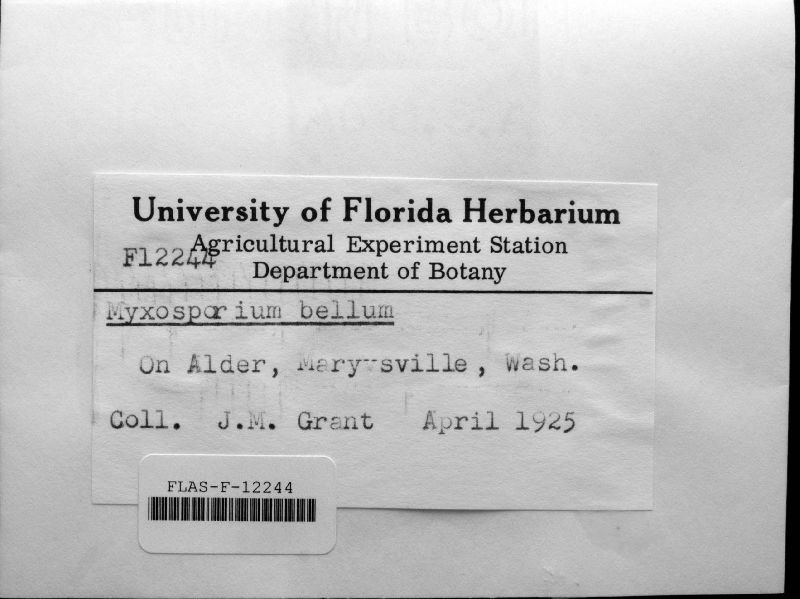 University of Florida Herbarium
Agricultural Experiment Station
F12244
Department of Botany
Myxosporium bellum
On Alder, Marysville, Wash.
Coll. J.M. Grant April 1925
FLAS-F-12244